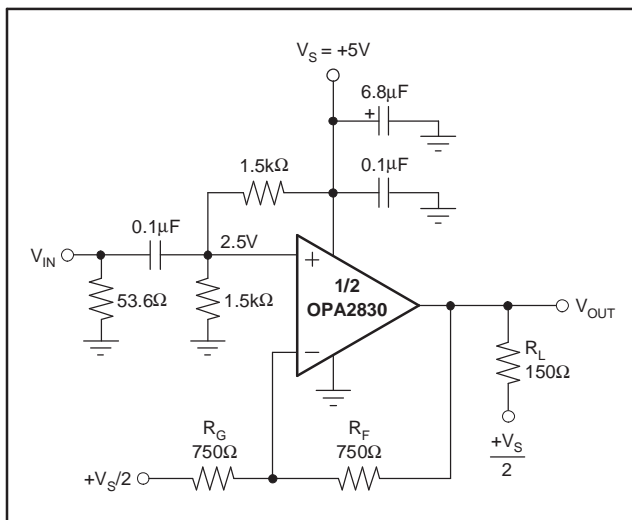 V_S = +5V
6.8μF
+
1.5kΩ
0.1μF
0.1μF
2.5V
V_IN
+
1/2
OPA2830
V_OUT
53.6Ω
1.5kΩ
−
R_L
150Ω
R_G
750Ω
R_F
750Ω
+V_S
2
+V_S/2